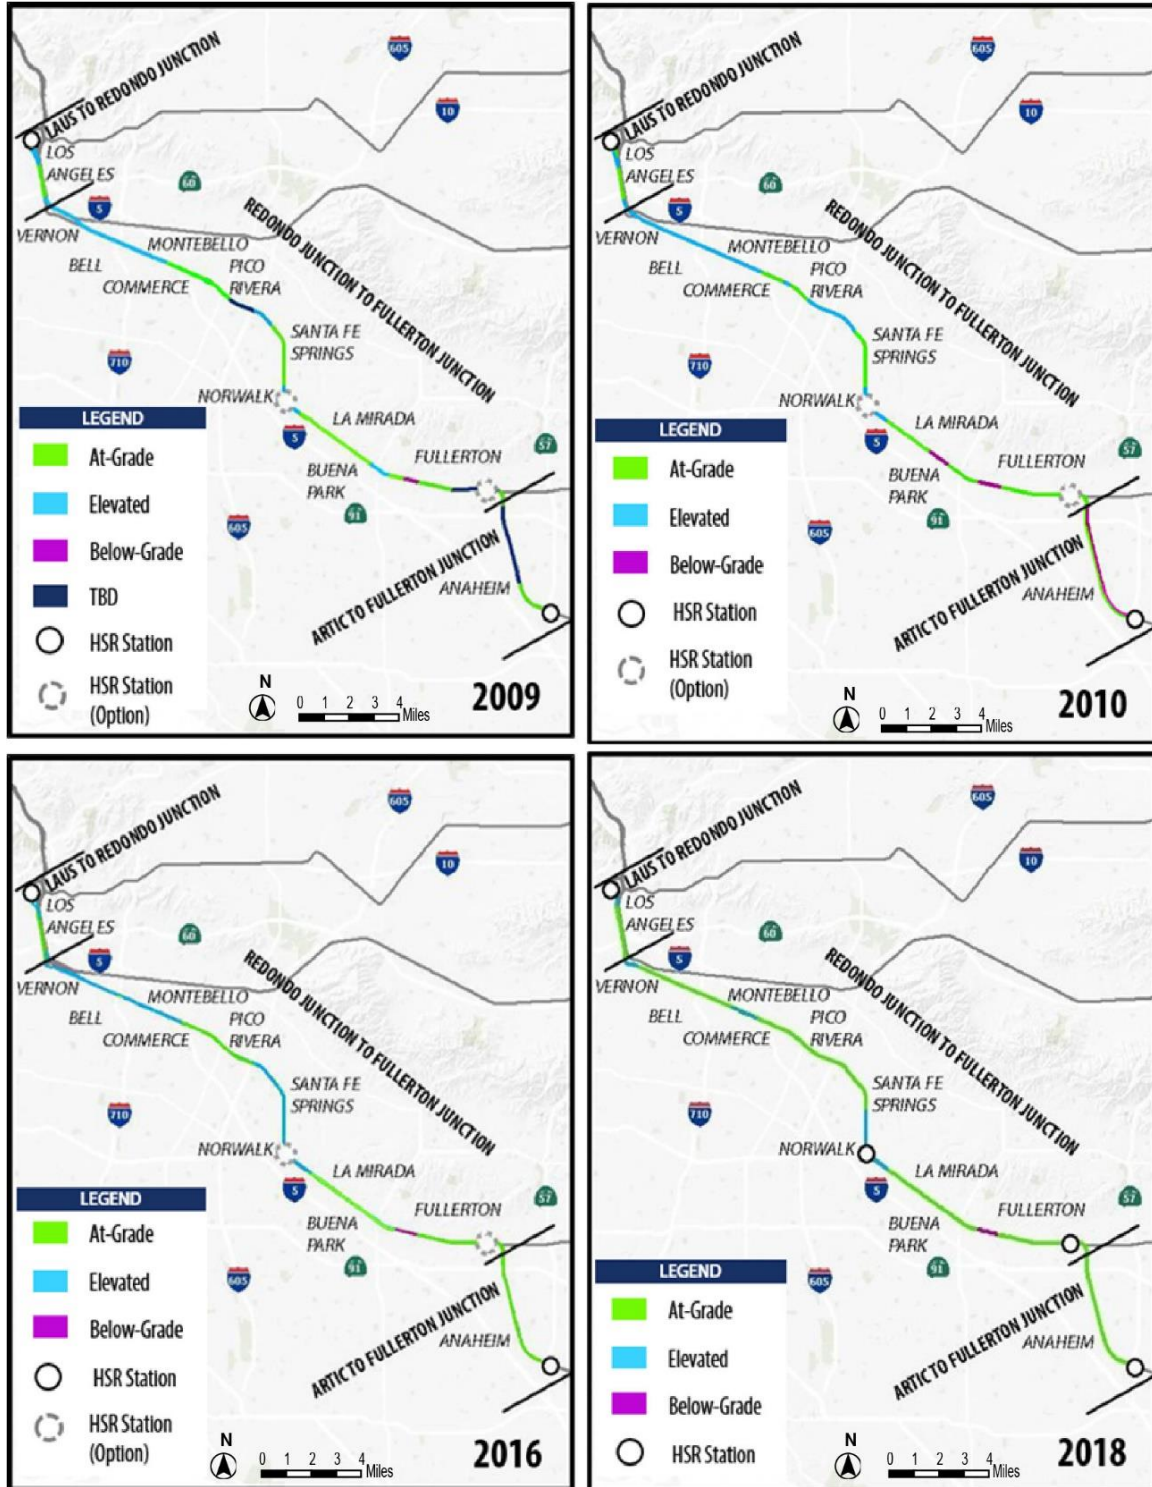 LAUS TO REDONDO JUNCTION
605
10
LOS
ANGELES
60
5
REDONDO JUNCTION TO FULLERTON JUNCTION
VERNON
MONTEBELLO
BELL
PICO
COMMERCE
RIVERA
SANTA FE
SPRINGS
710
NORWALK
LA MIRADA
5
FULLERTON
57
BUENA
PARK
91
605
ARTIC TO FULLERTON JUNCTION
ANAHEIM
LEGEND
At-Grade
Elevated
Below-Grade
TBD
HSR Station
HSR Station
(Option)
N
0 1 2 3 4
Miles
2009
LAUS TO REDONDO JUNCTION
605
10
LOS
ANGELES
60
5
REDONDO JUNCTION TO FULLERTON JUNCTION
VERNON
MONTEBELLO
BELL
PICO
COMMERCE
RIVERA
SANTA FE
SPRINGS
710
NORWALK
LA MIRADA
5
FULLERTON
57
BUENA
PARK
91
605
ARTIC TO FULLERTON JUNCTION
ANAHEIM
LEGEND
At-Grade
Elevated
Below-Grade
HSR Station
HSR Station
(Option)
N
0 1 2 3 4
Miles
2010
LAUS TO REDONDO JUNCTION
605
10
LOS
ANGELES
60
5
REDONDO JUNCTION TO FULLERTON JUNCTION
VERNON
MONTEBELLO
BELL
PICO
COMMERCE
RIVERA
SANTA FE
SPRINGS
710
NORWALK
LA MIRADA
5
FULLERTON
57
BUENA
PARK
91
605
ARTIC TO FULLERTON JUNCTION
ANAHEIM
LEGEND
At-Grade
Elevated
Below-Grade
HSR Station
HSR Station
(Option)
N
0 1 2 3 4
Miles
2016
LAUS TO REDONDO JUNCTION
605
10
LOS
ANGELES
60
5
REDONDO JUNCTION TO FULLERTON JUNCTION
VERNON
MONTEBELLO
BELL
PICO
COMMERCE
RIVERA
SANTA FE
SPRINGS
710
NORWALK
LA MIRADA
5
FULLERTON
57
BUENA
PARK
91
605
ARTIC TO FULLERTON JUNCTION
ANAHEIM
LEGEND
At-Grade
Elevated
Below-Grade
HSR Station
N
0 1 2 3 4
Miles
2018